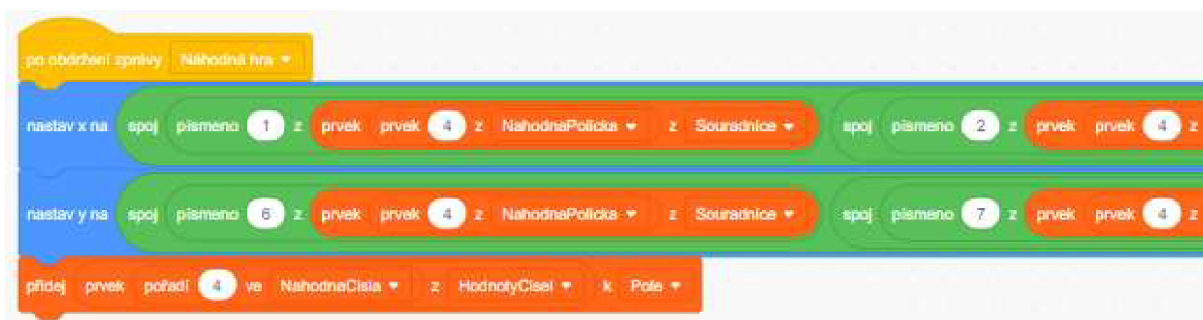 po obdržení zprávy Náhodná hra
nastav x na spoj písmeno 1 z prvek prvek 4 z NahodnaPolicka z Souradnice spoj písmeno 2 z prvek prvek 4 z
nastav y na spoj písmeno 6 z prvek prvek 4 z NahodnaPolicka z Souradnice spoj písmeno 7 z prvek prvek 4 z
přidej prvek pořadí 4 ve NahodnaCisla z HodnotyCisel k Pole